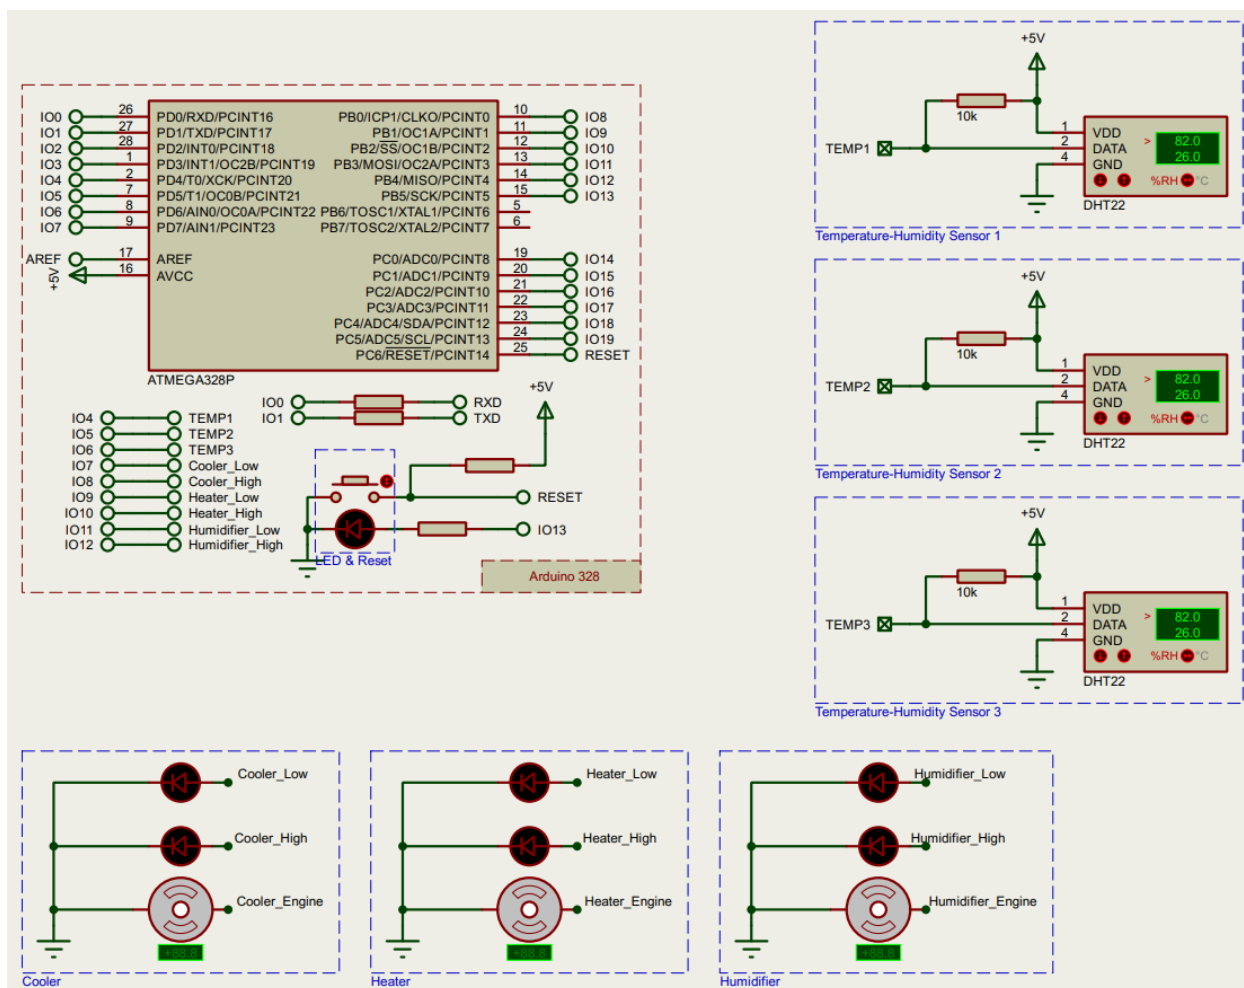 IO0
IO1
IO2
IO3
IO4
IO5
IO6
IO7
AREF
+5V
26
27
28
1
2
7
8
9
17
16
PD0/RXD/PCINT16
PD1/TXD/PCINT17
PD2/INT0/PCINT18
PD3/INT1/OC2B/PCINT19
PD4/T0/XCK/PCINT20
PD5/T1/OC0B/PCINT21
PD6/AIN0/OC0A/PCINT22
PD7/AIN1/PCINT23
AREF
AVCC
PB0/ICP1/CLKO/PCINT0
PB1/OC1A/PCINT1
PB2/SS/OC1B/PCINT2
PB3/MOSI/OC2A/PCINT3
PB4/MISO/PCINT4
PB5/SCK/PCINT5
PB6/TOSC1/XTAL1/PCINT6
PB7/TOSC2/XTAL2/PCINT7
PC0/ADC0/PCINT8
PC1/ADC1/PCINT9
PC2/ADC2/PCINT10
PC3/ADC3/PCINT11
PC4/ADC4/SDA/PCINT12
PC5/ADC5/SCL/PCINT13
PC6/RESET/PCINT14
10
11
12
13
14
15
5
6
19
20
21
22
23
24
25
IO8
IO9
IO10
IO11
IO12
IO13
IO14
IO15
IO16
IO17
IO18
IO19
RESET
ATMEGA328P
IO0 RXD
IO1 TXD
+5V
IO4 TEMP1
IO5 TEMP2
IO6 TEMP3
IO7 Cooler_Low
IO8 Cooler_High
IO9 Heater_Low
IO10 Heater_High
IO11 Humidifier_Low
IO12 Humidifier_High
RESET
IO13
LED & Reset
Arduino 328
+5V
10k
TEMP1
1 VDD
2 DATA
4 GND
> 82.0
26.0
%RH °C
DHT22
Temperature-Humidity Sensor 1
+5V
10k
TEMP2
1 VDD
2 DATA
4 GND
> 82.0
26.0
%RH °C
DHT22
Temperature-Humidity Sensor 2
+5V
10k
TEMP3
1 VDD
2 DATA
4 GND
> 82.0
26.0
%RH °C
DHT22
Temperature-Humidity Sensor 3
Cooler_Low
Cooler_High
Cooler_Engine
+88.8
Cooler
Heater_Low
Heater_High
Heater_Engine
+88.8
Heater
Humidifier_Low
Humidifier_High
Humidifier_Engine
+88.8
Humidifier